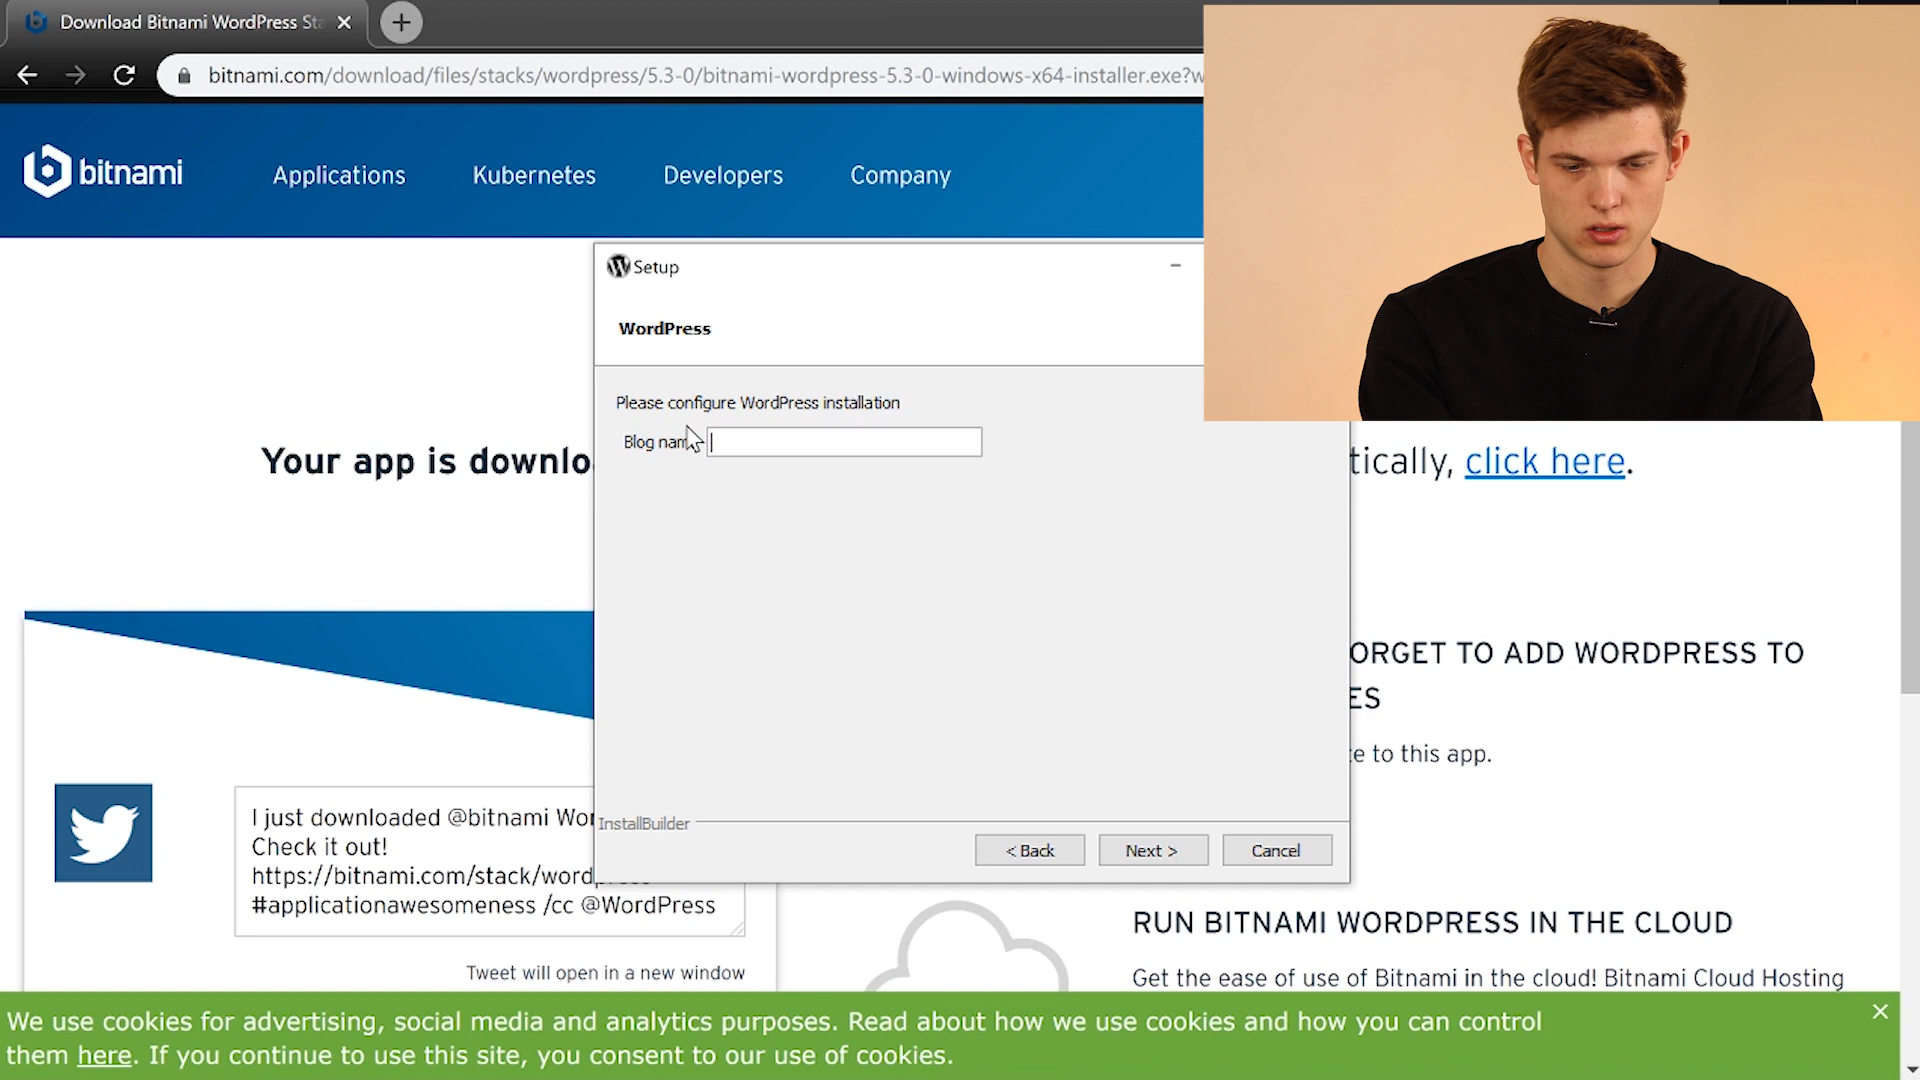 Download Bitnami WordPress Sta
bitnami.com/download/files/stacks/wordpress/5.3-0/bitnami-wordpress-5.3-0-windows-x64-installer.exe?w
bitnami
Applications
Kubernetes
Developers
Company
Setup
WordPress
Please configure WordPress installation
Blog nam
Your app is downlo
tically, click here.
ORGET TO ADD WORDPRESS TO
ES
e to this app.
I just downloaded @bitnami Wor
Check it out!
https://bitnami.com/stack/wordpress
#applicationawesomeness /cc @WordPress
InstallBuilder
< Back
Next >
Cancel
Tweet will open in a new window
RUN BITNAMI WORDPRESS IN THE CLOUD
Get the ease of use of Bitnami in the cloud! Bitnami Cloud Hosting
We use cookies for advertising, social media and analytics purposes. Read about how we use cookies and how you can control
them here. If you continue to use this site, you consent to our use of cookies.